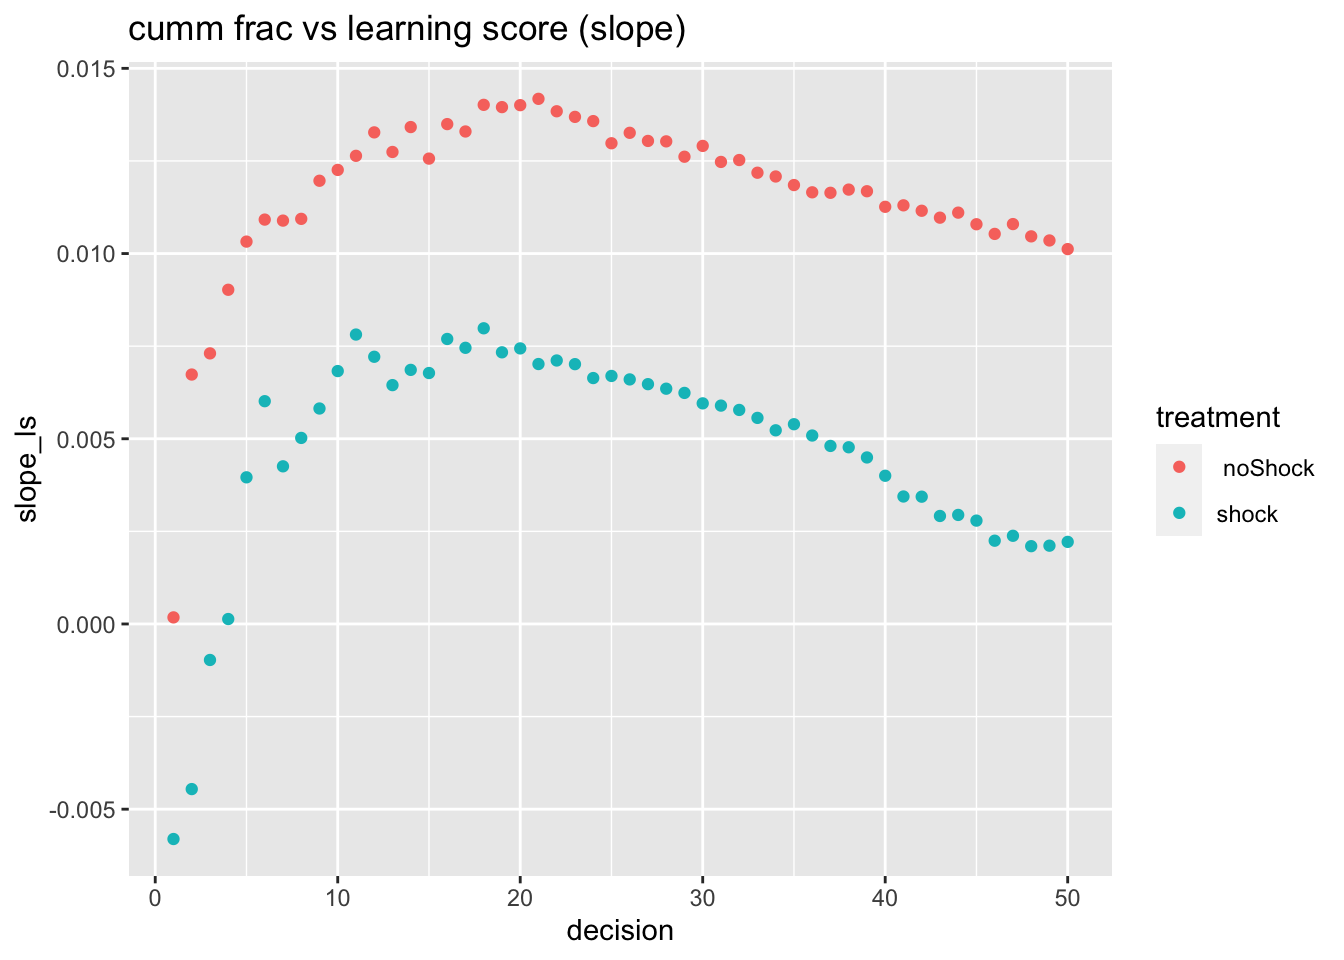 cumm frac vs learning score (slope)
0.015
0.010
0.005
0.000
-0.005
slope_ls
0 10 20 30 40 50
decision
treatment
noShock
shock